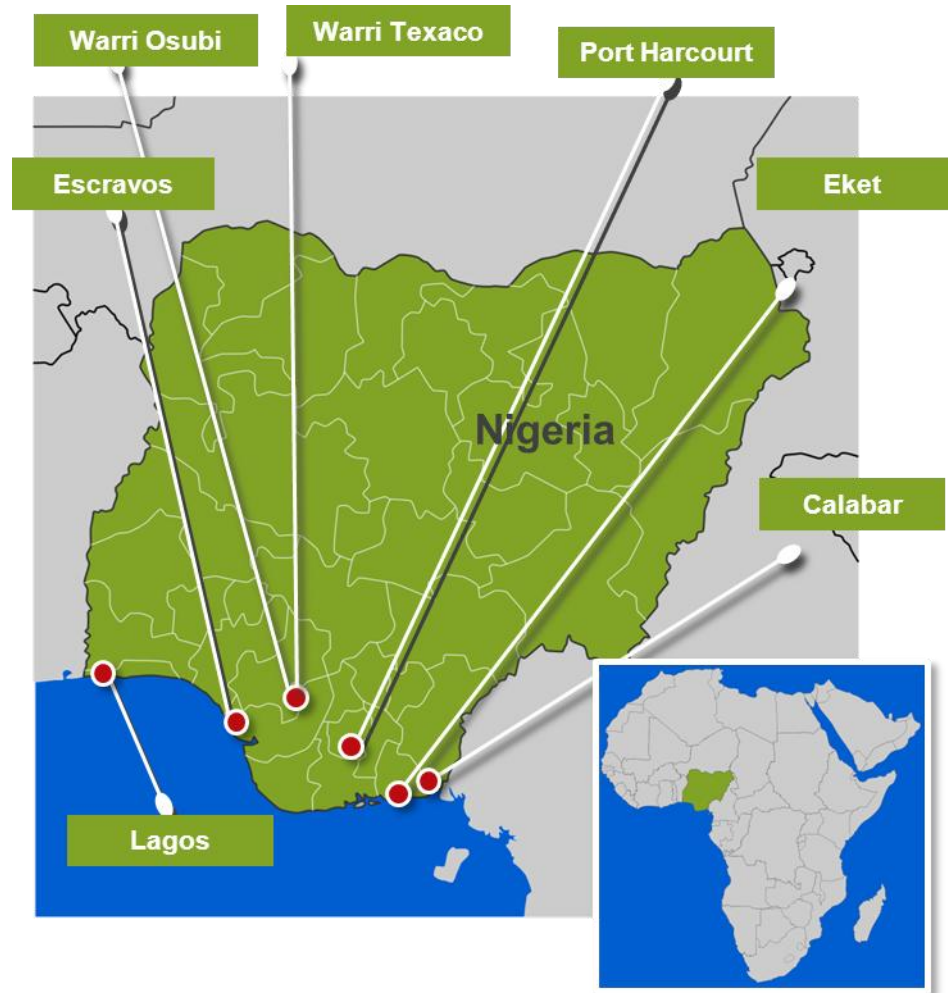 Warri Osubi
Warri Texaco
Port Harcourt
Escravos
Eket
Nigeria
Calabar
Lagos